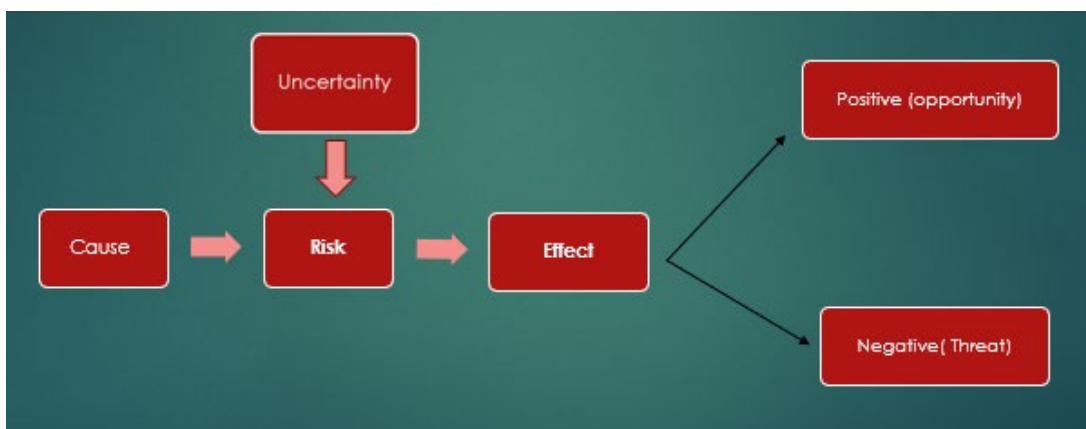 Uncertainty
Positive (opportunity)
Cause
Risk
Effect
Negative( Threat)